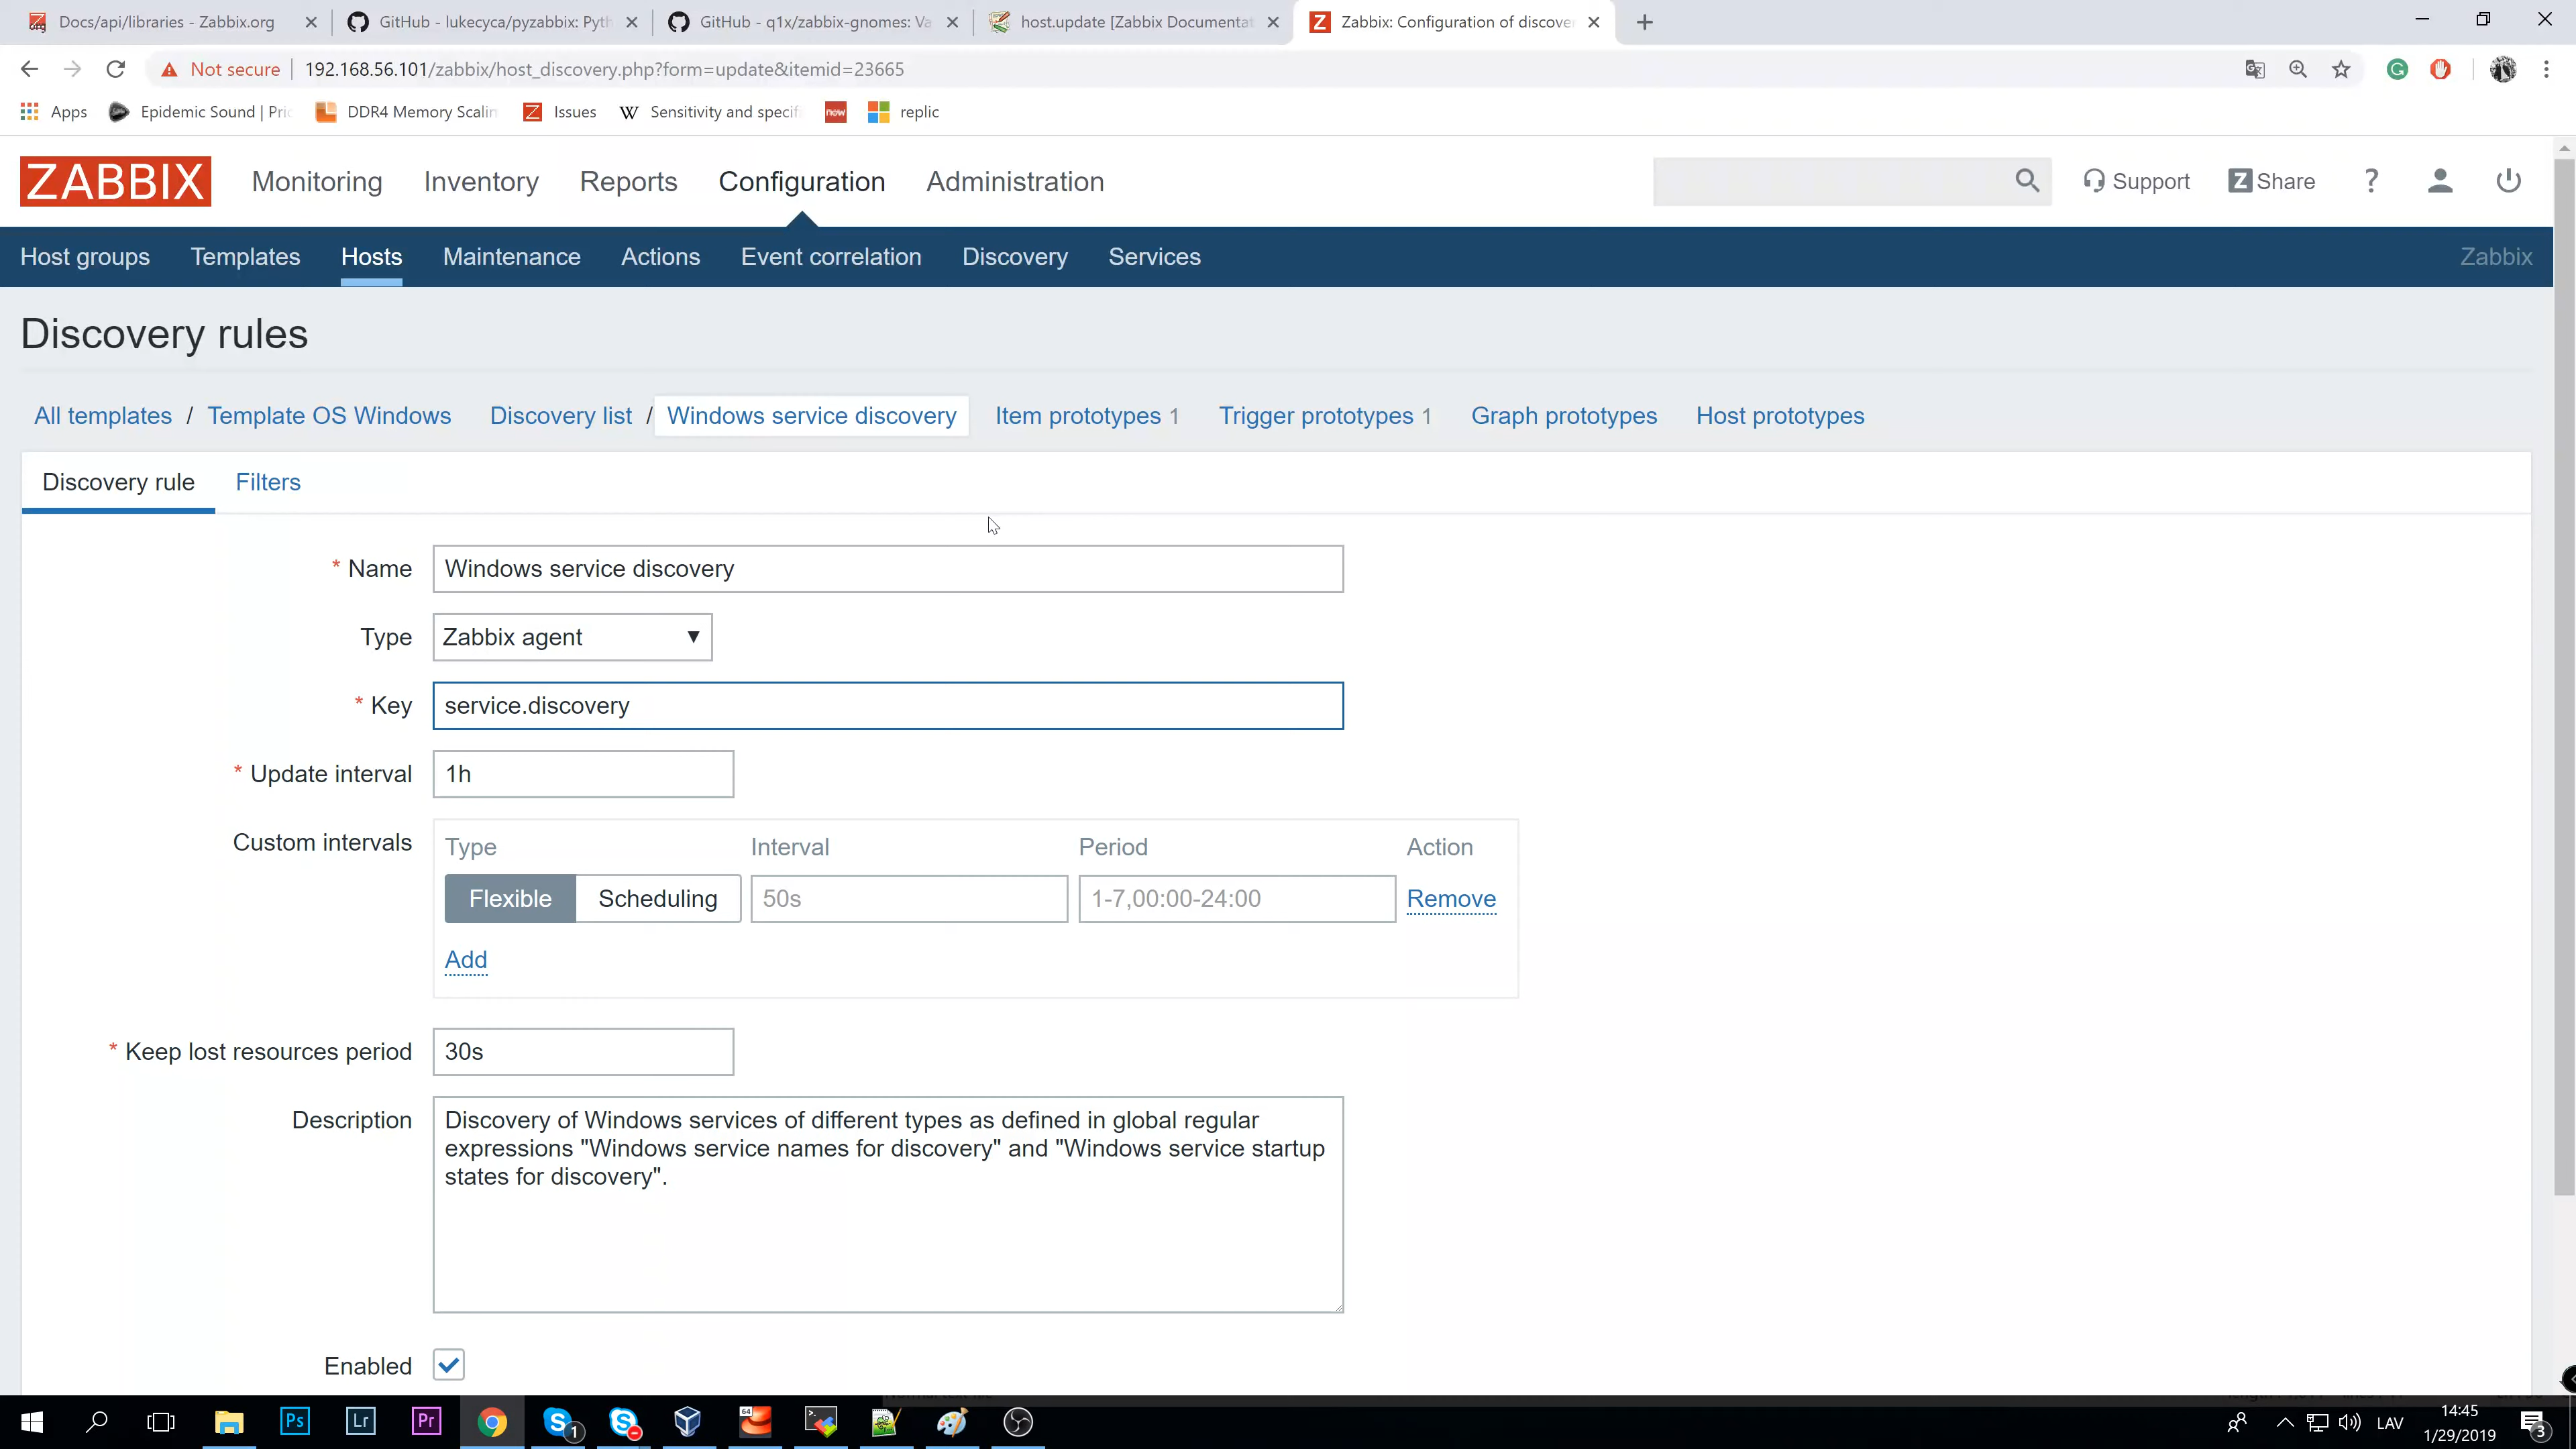 Docs/api/libraries - Zabbix.org
GitHub - lukecyca/pyzabbix: Pyth
GitHub - q1x/zabbix-gnomes: Va
host.update [Zabbix Documentat
Zabbix: Configuration of discove
Not secure
192.168.56.101/zabbix/host_discovery.php?form=update&itemid=23665
Apps
Epidemic Sound | Pric
DDR4 Memory Scalin
Issues
Sensitivity and specif
new
replic
ZABBIX
Monitoring
Inventory
Reports
Configuration
Administration
Support
Share
?
Host groups
Templates
Hosts
Maintenance
Actions
Event correlation
Discovery
Services
Zabbix
Discovery rules
All templates / Template OS Windows
Discovery list / Windows service discovery
Item prototypes 1
Trigger prototypes 1
Graph prototypes
Host prototypes
Discovery rule
Filters
* Name
Windows service discovery
Type
Zabbix agent
* Key
service.discovery
* Update interval
1h
Custom intervals
Type
Interval
Period
Action
Flexible
Scheduling
50s
1-7,00:00-24:00
Remove
Add
* Keep lost resources period
30s
Description
Discovery of Windows services of different types as defined in global regular
expressions "Windows service names for discovery" and "Windows service startup
states for discovery".
Enabled
Ps
Lr
Pr
1
64
LAV
14:45
1/29/2019
3